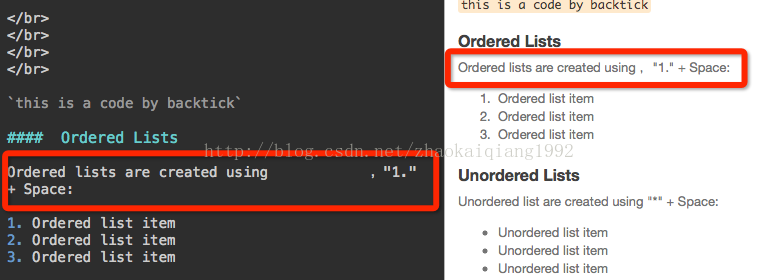 </br>
</br>
</br>
</br>
`this is a code by backtick`
####  Ordered Lists
Ordered lists are created using           , "1."
+ Space:
1. Ordered list item
2. Ordered list item
3. Ordered list item
this is a code by backtick
Ordered Lists
Ordered lists are created using ,  "1." + Space:
1. Ordered list item
2. Ordered list item
3. Ordered list item
Unordered Lists
Unordered list are created using "*" + Space:
• Unordered list item
• Unordered list item
• Unordered list item
http://blog.csdn.net/zhaokaiqiang1992